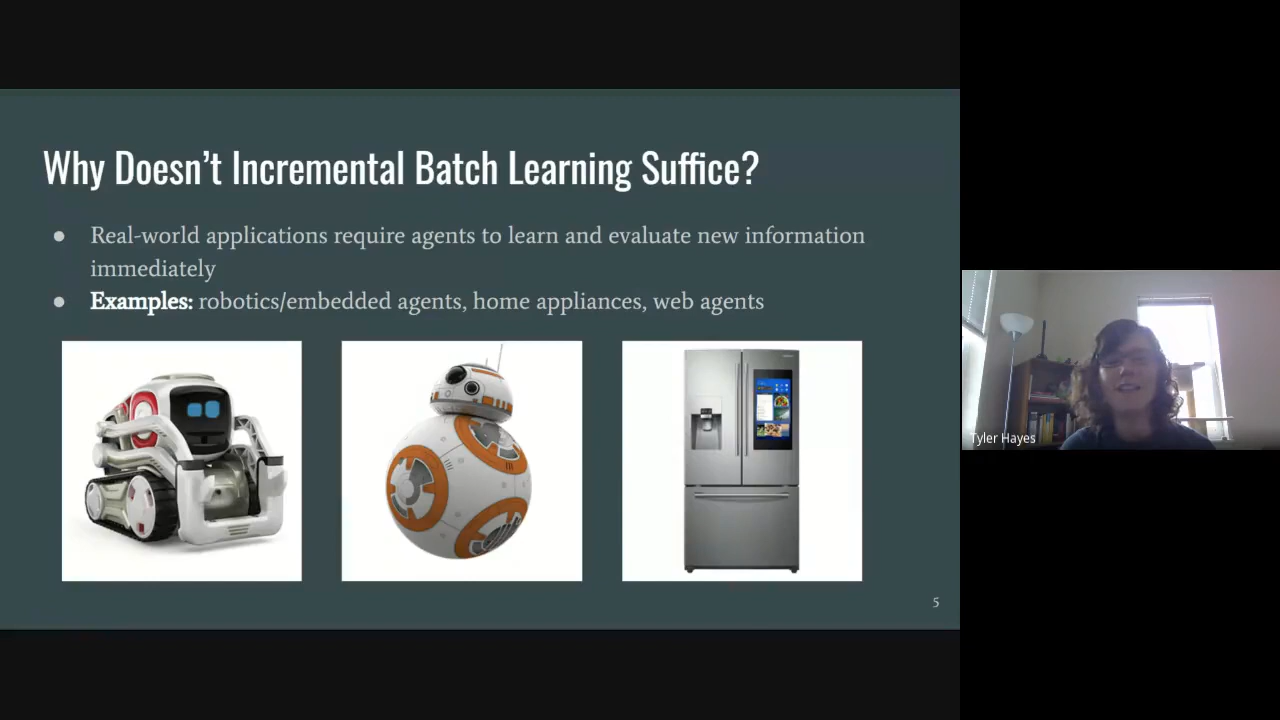 Why Doesn't Incremental Batch Learning Suffice?
● Real-world applications require agents to learn and evaluate new information
immediately
● Examples: robotics/embedded agents, home appliances, web agents
5
Tyler Hayes